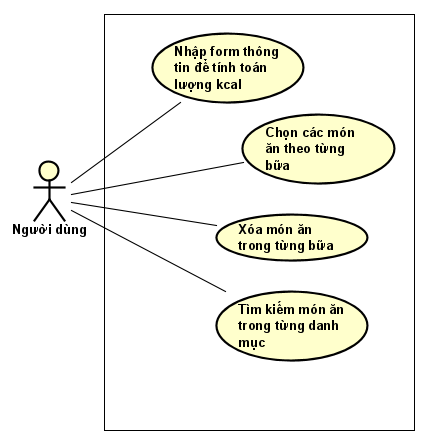 Nhập form thông
tin để tính toán
lượng kcal
Chọn các món
ăn theo từng
bữa
Người dùng
Xóa món ăn
trong từng bữa
Tìm kiếm món ăn
trong từng danh
mục